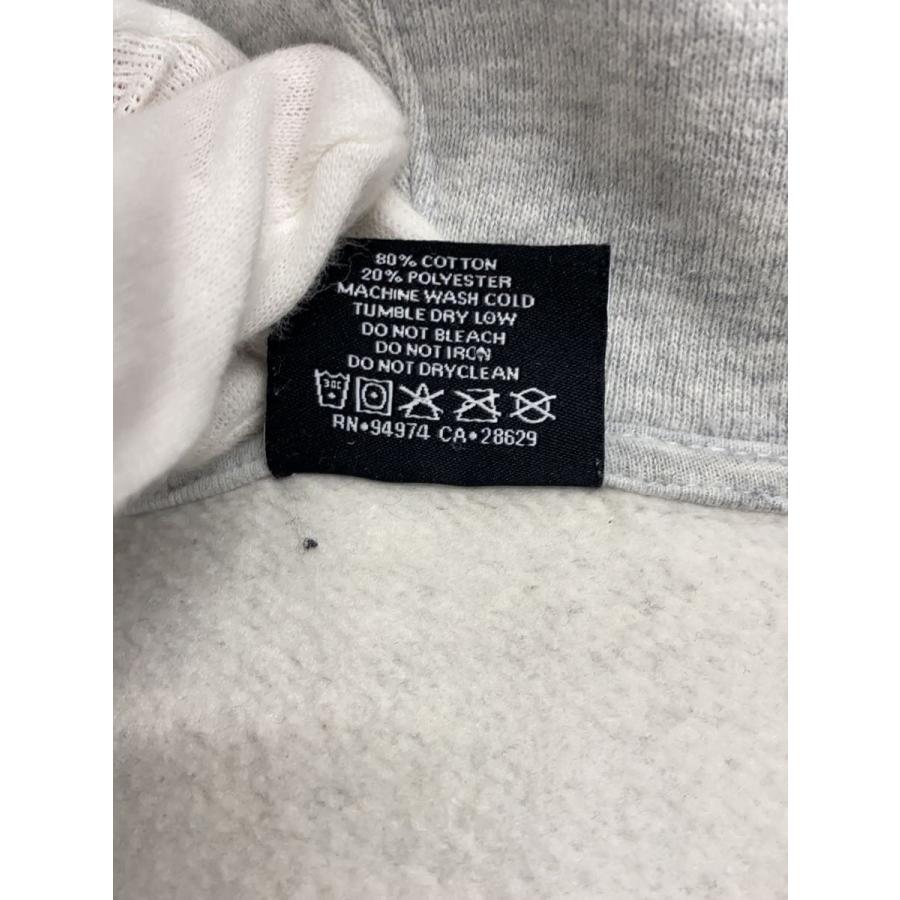 80% COTTON
20% POLYESTER
MACHINE WASH COLD
TUMBLE DRY LOW
DO NOT BLEACH
DO NOT IRON
DO NOT DRYCLEAN
30C
RN•94974 CA•28629